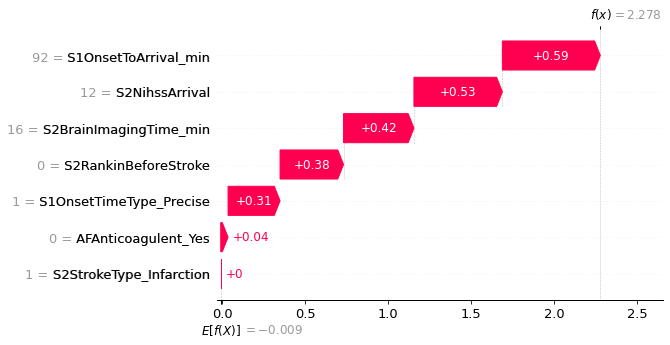 f(x) = 2.278
92 = S1OnsetToArrival_min
+0.59
12 = S2NihssArrival
+0.53
16 = S2BrainImagingTime_min
+0.42
0 = S2RankinBeforeStroke
+0.38
1 = S1OnsetTimeType_Precise
+0.31
0 = AFAnticoagulent_Yes
+0.04
1 = S2StrokeType_Infarction
+0
0.0 0.5 1.0 1.5 2.0 2.5
E[f(X)] = −0.009